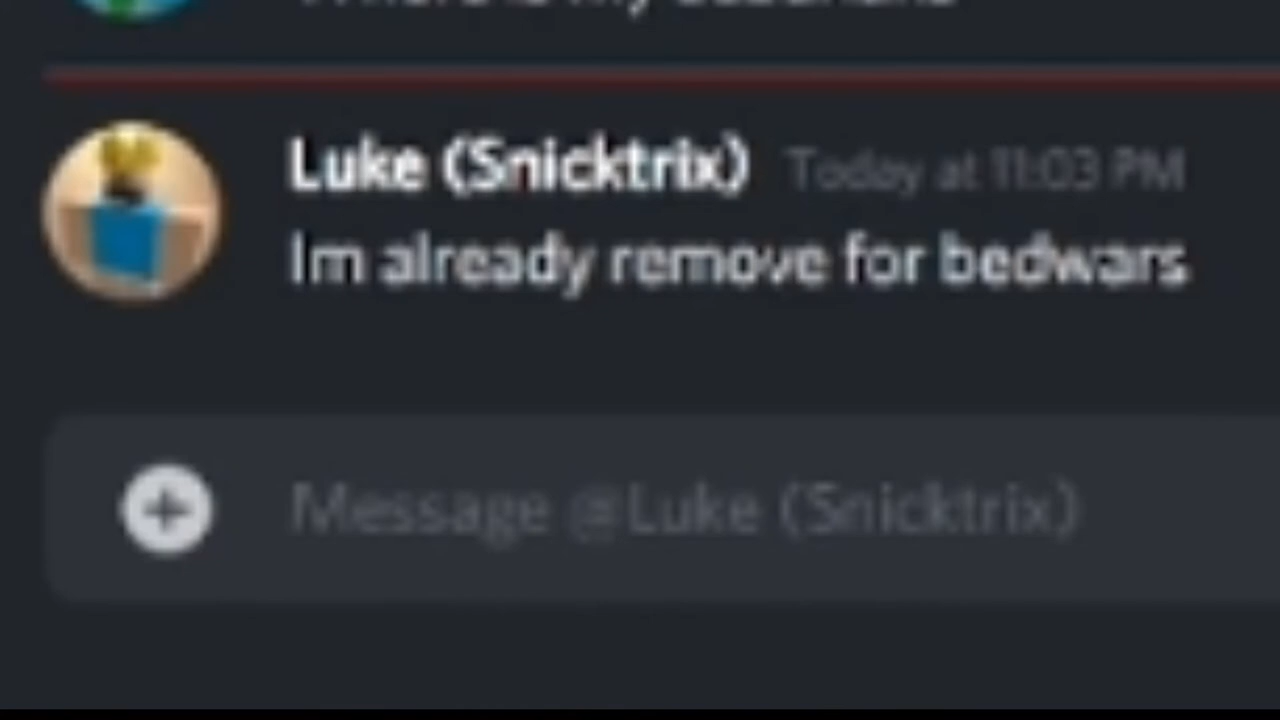 Luke (Snicktrix) Today at 11:03 PM
Im already remove for bedwars
Message @Luke (Snicktrix)